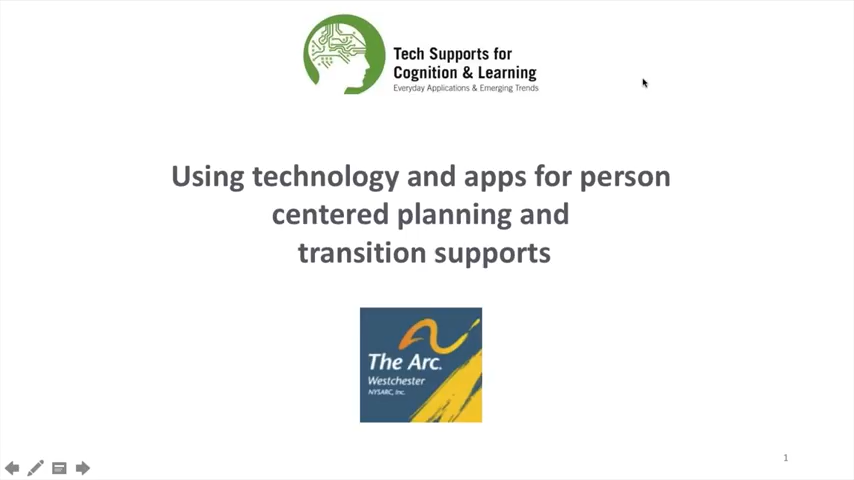 Tech Supports for
Cognition & Learning
Everyday Applications & Emerging Trends
Using technology and apps for person
centered planning and
transition supports
The Arc.
Westchester
NYSARC, Inc.
1